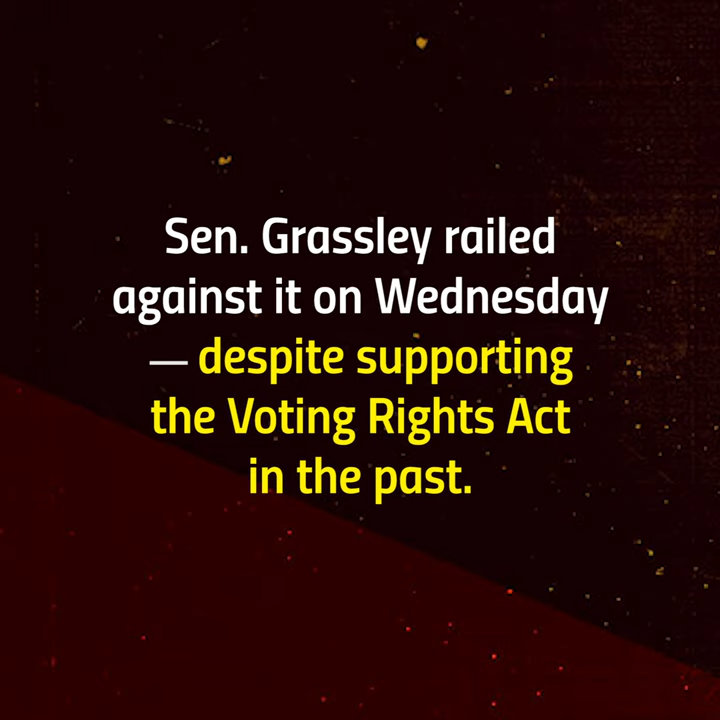 Sen. Grassley railed
against it on Wednesday
— despite supporting
the Voting Rights Act
in the past.